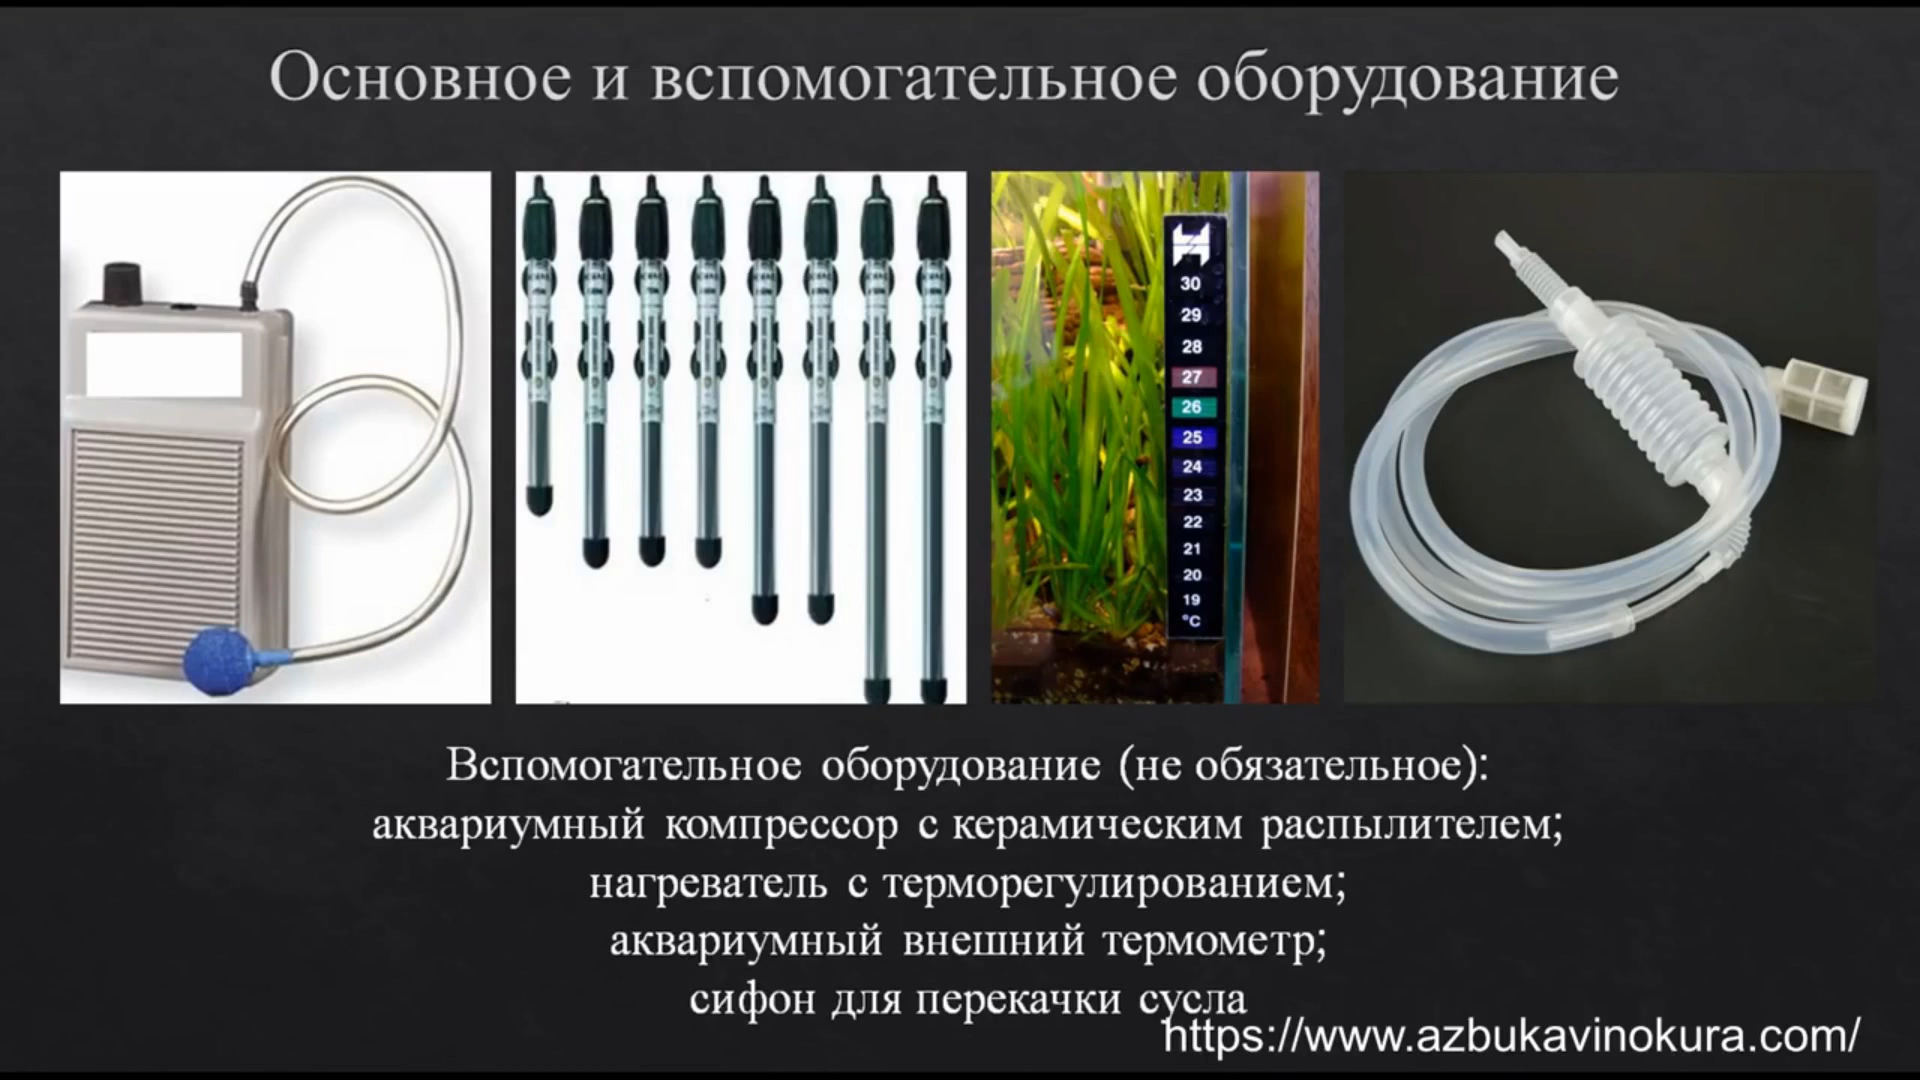 Основное и вспомогательное оборудование
30
29
28
27
26
25
24
23
22
21
20
19
°C
Вспомогательное оборудование (не обязательное):
аквариумный компрессор с керамическим распылителем;
нагреватель с терморегулированием;
аквариумный внешний термометр;
сифон для перекачки сусла
https://www.azbukavinokura.com/